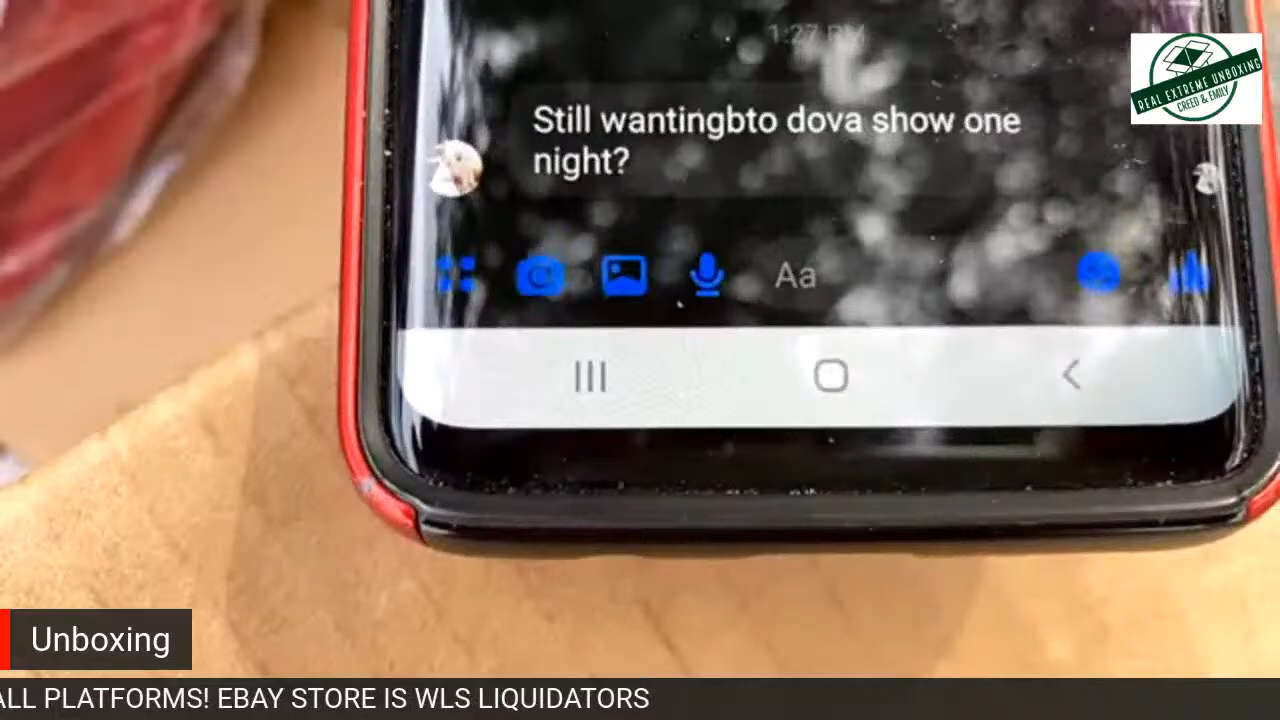 1:27 PM
REAL EXTREME UNBOXING
CREED & EMILY
Still wantingbto dova show one
night?
Aa
Unboxing
ALL PLATFORMS! EBAY STORE IS WLS LIQUIDATORS